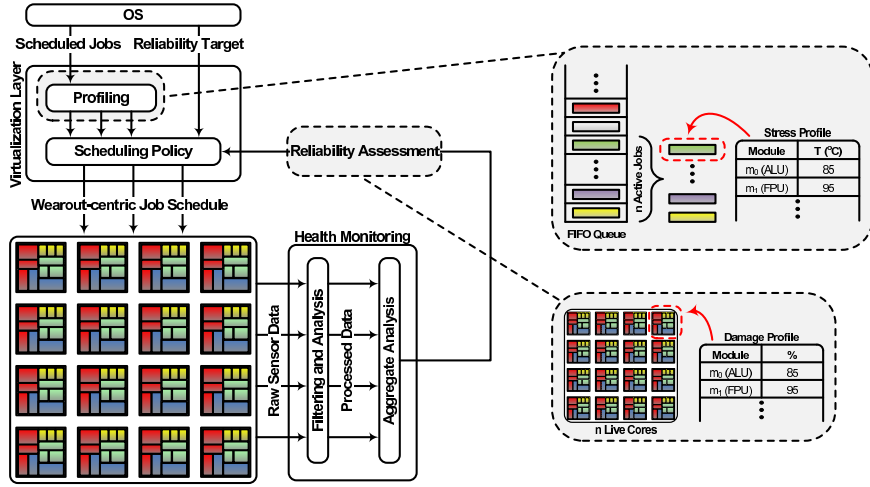 OS
Scheduled Jobs
Reliability Target
Virtualization Layer
Profiling
Scheduling Policy
Reliability Assessment
Wearout-centric Job Schedule
Health Monitoring
Raw Sensor Data
Filtering and Analysis
Processed Data
Aggregate Analysis
FIFO Queue
n Active Jobs
Stress Profile
Module T (°C)
m0 (ALU) 85
m1 (FPU) 95
n Live Cores
Damage Profile
Module %
m0 (ALU) 85
m1 (FPU) 95